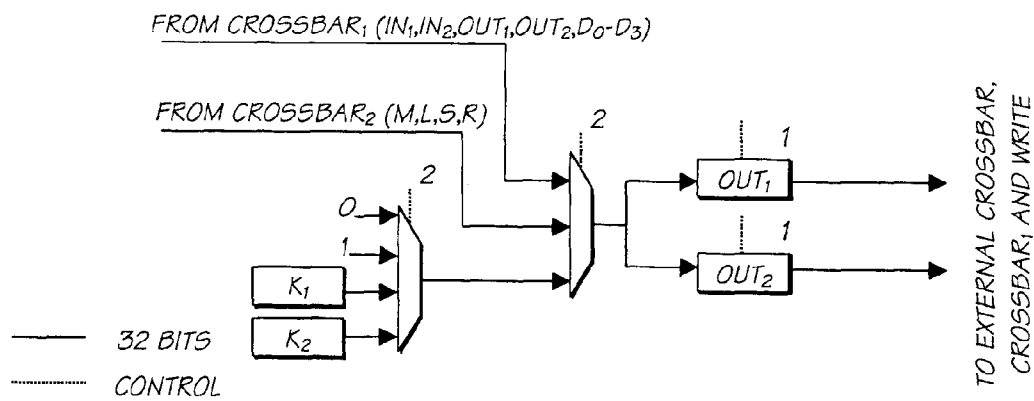 FROM CROSSBAR₁ (IN₁,IN₂,OUT₁,OUT₂,D₀-D₃)
FROM CROSSBAR₂ (M,L,S,R)
2
2
1
OUT₁
0
1
1
OUT₂
K₁
K₂
32 BITS
CONTROL
TO EXTERNAL CROSSBAR,
CROSSBAR₁ AND WRITE